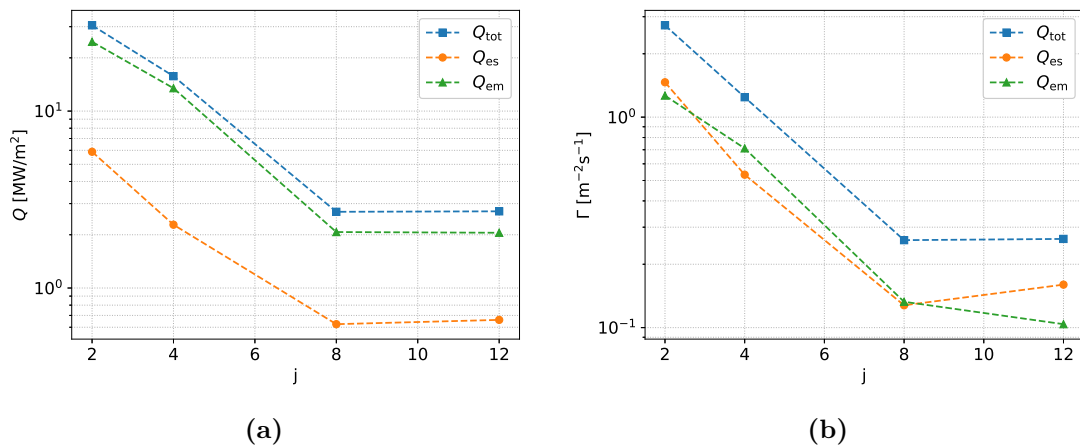 Q [MW/m²]
10¹
10⁰
Q_tot
Q_es
Q_em
2 4 6 8 10 12
j
(a)
Γ [m⁻²s⁻¹]
10⁰
10⁻¹
Q_tot
Q_es
Q_em
2 4 6 8 10 12
j
(b)